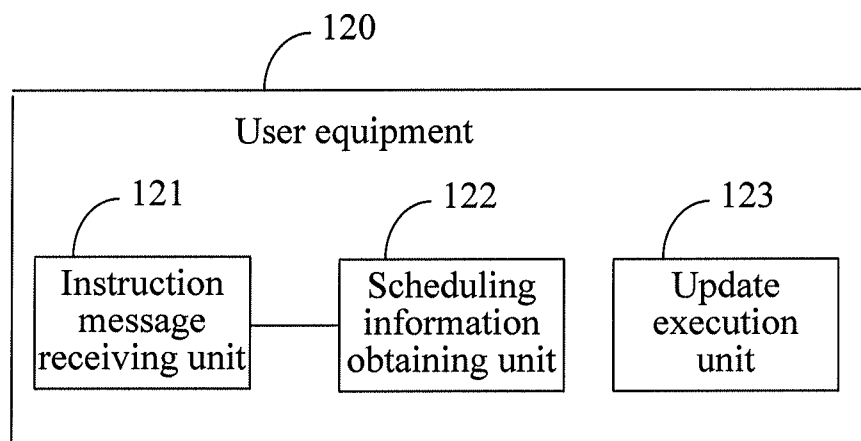 120
User equipment
121
122
123
Instruction
message
receiving unit
Scheduling
information
obtaining unit
Update
execution
unit